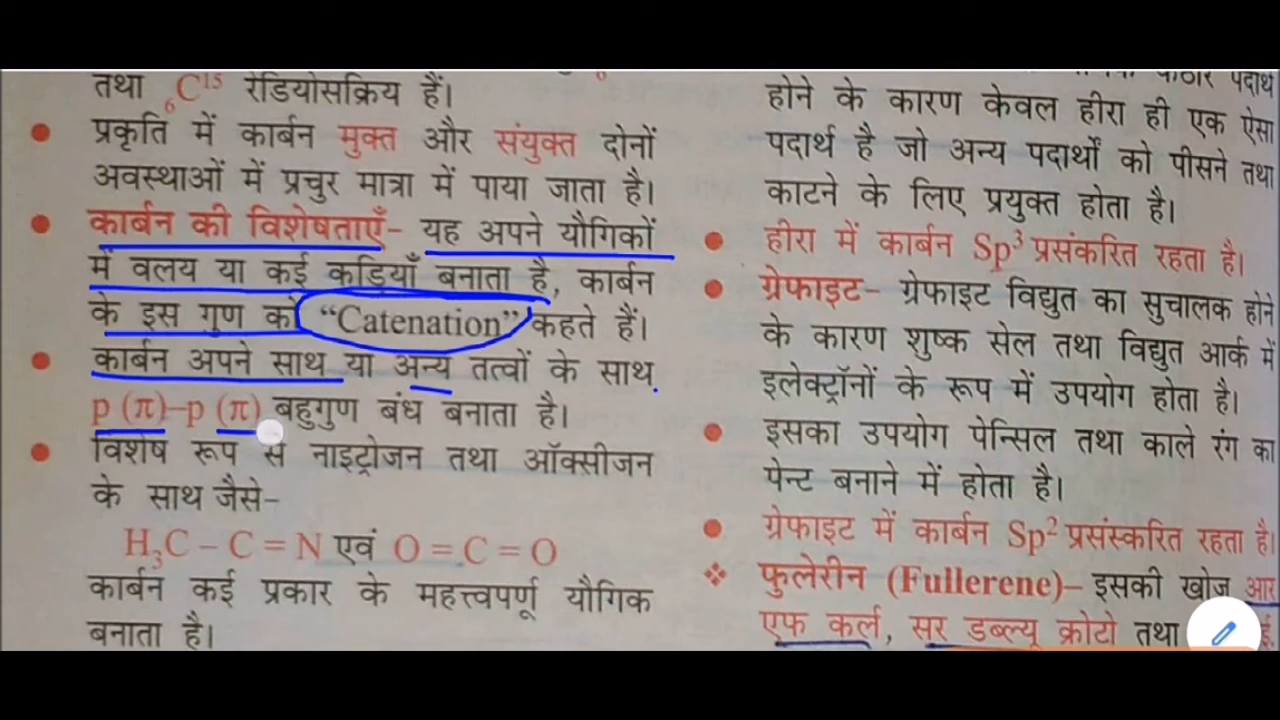 तथा ₆C¹⁵ रेडियोसक्रिय हैं।
प्रकृति में कार्बन मुक्त और संयुक्त दोनों
अवस्थाओं में प्रचुर मात्रा में पाया जाता है।
कार्बन की विशेषताएँ– यह अपने यौगिकों
में वलय या कई कड़ियाँ बनाता है, कार्बन
के इस गुण को “Catenation” कहते हैं।
कार्बन अपने साथ या अन्य तत्वों के साथ
p (π)–p (π) बहुगुण बंध बनाता है।
विशेष रूप से नाइट्रोजन तथा ऑक्सीजन
के साथ जैसे–
H₃C – C = N एवं O = C = O
कार्बन कई प्रकार के महत्त्वपूर्ण यौगिक
बनाता है।
पदार्थ
होने के कारण केवल हीरा ही एक ऐसा
पदार्थ है जो अन्य पदार्थों को पीसने तथा
काटने के लिए प्रयुक्त होता है।
हीरा में कार्बन Sp³ प्रसंकरित रहता है।
ग्रेफाइट– ग्रेफाइट विद्युत का सुचालक होने
के कारण शुष्क सेल तथा विद्युत आर्क में
इलेक्ट्रॉनों के रूप में उपयोग होता है।
इसका उपयोग पेन्सिल तथा काले रंग का
पेन्ट बनाने में होता है।
ग्रेफाइट में कार्बन Sp² प्रसंस्करित रहता है।
फुलेरीन (Fullerene)– इसकी खोज आर
एफ कर्ल, सर डब्ल्यू क्रोटो तथा